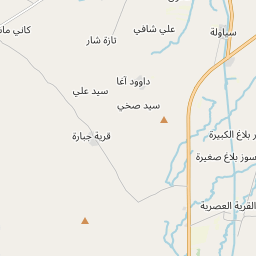 علي شافي
سياولة
كاني ما
تازة شار
داوود آغا
سيد علي
سيد صخي
قرية جبارة
بلاغ الكبيرة
سوز بلاغ صغيرة
القرية العصرية